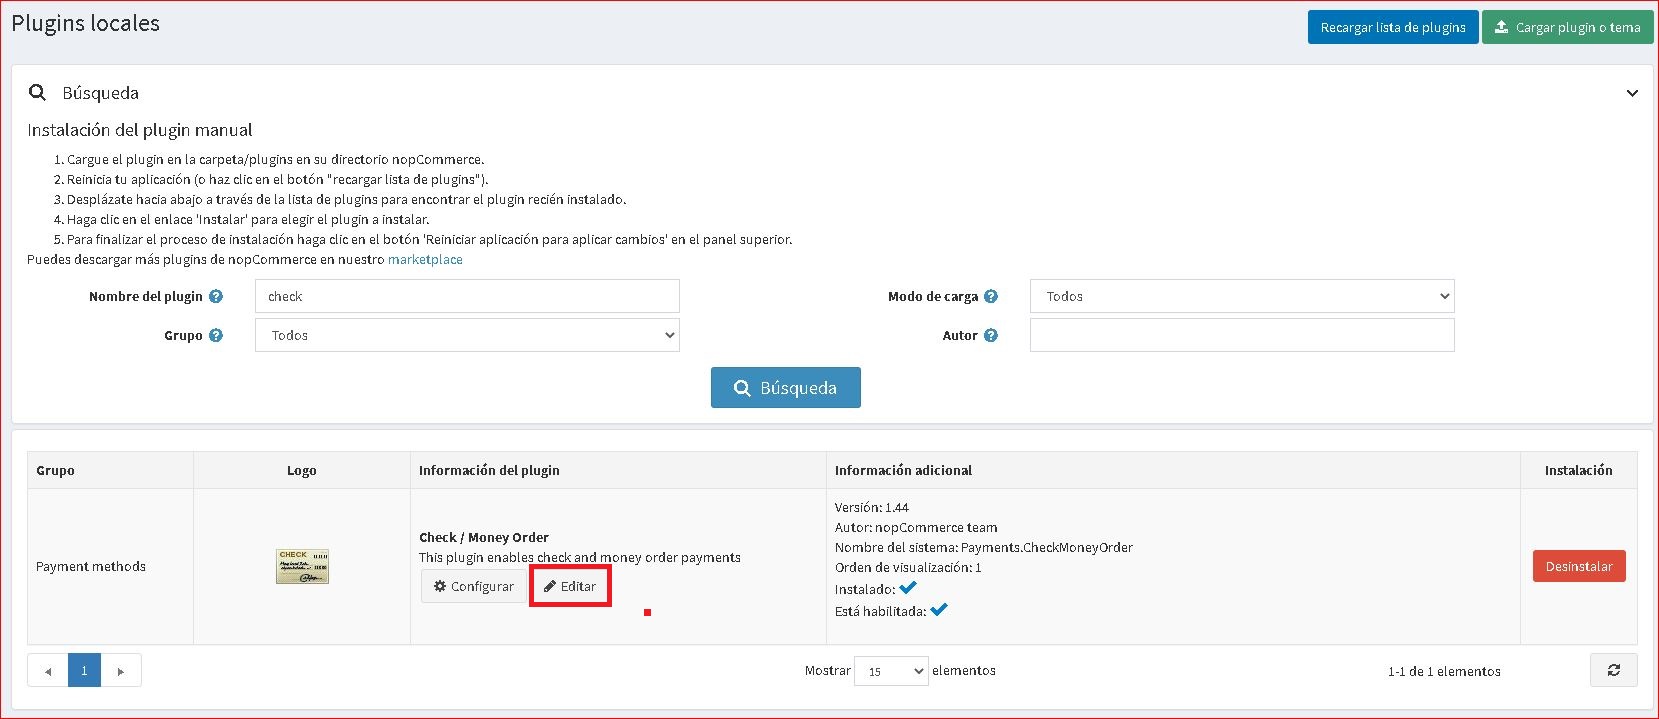 Plugins locales
Recargar lista de plugins
Cargar plugin o tema
Búsqueda
Instalación del plugin manual
1. Cargue el plugin en la carpeta/plugins en su directorio nopCommerce.
2. Reinicia tu aplicación (o haz clic en el botón "recargar lista de plugins").
3. Desplázate hacia abajo a través de la lista de plugins para encontrar el plugin recién instalado.
4. Haga clic en el enlace 'Instalar' para elegir el plugin a instalar.
5. Para finalizar el proceso de instalación haga clic en el botón 'Reiniciar aplicación para aplicar cambios' en el panel superior.
Puedes descargar más plugins de nopCommerce en nuestro marketplace
Nombre del plugin check
Modo de carga Todos
Grupo Todos
Autor
Búsqueda
Grupo Logo Información del plugin Información adicional Instalación
Payment methods
CHECK
Check / Money Order
This plugin enables check and money order payments
Configurar Editar
Versión: 1.44
Autor: nopCommerce team
Nombre del sistema: Payments.CheckMoneyOrder
Orden de visualización: 1
Instalado:
Está habilitada:
Desinstalar
1
Mostrar 15 elementos
1-1 de 1 elementos